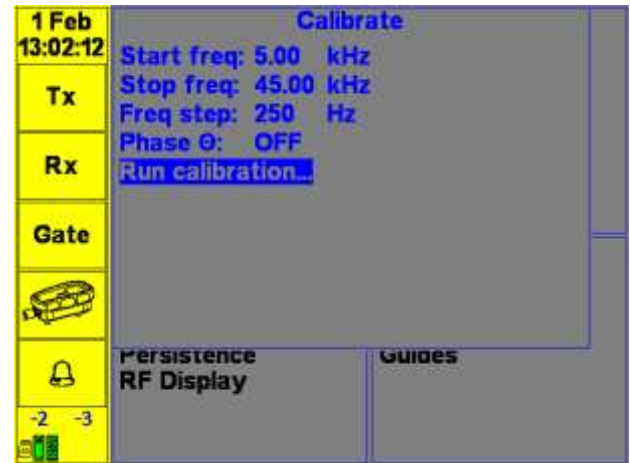 1 Feb
13:02:12
Tx
Rx
Gate
-2 -3
Calibrate
Start freq: 5.00 kHz
Stop freq: 45.00 kHz
Freq step: 250 Hz
Phase Θ: OFF
Run calibration...
Persistence
RF Display
Guides